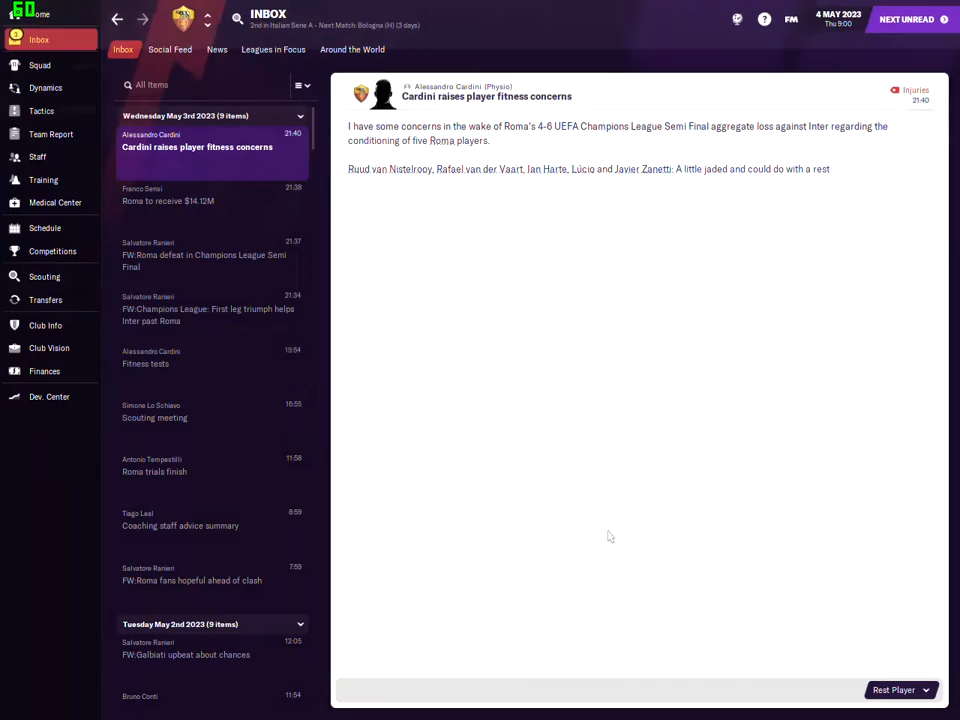 60
ome
Inbox
3
Squad
Dynamics
Tactics
Team Report
Staff
Training
Medical Center
Schedule
Competitions
Scouting
Transfers
Club Info
Club Vision
Finances
Dev. Center
INBOX
2nd in Italian Serie A - Next Match: Bologna (H) (3 days)
FM
4 MAY 2023
Thu 9:00
NEXT UNREAD
Inbox
Social Feed
News
Leagues in Focus
Around the World
All Items
Wednesday May 3rd 2023 (9 items)
Alessandro Cardini 21:40
Cardini raises player fitness concerns
Franco Sensi 21:38
Roma to receive $14.12M
Salvatore Ranieri 21:37
FW:Roma defeat in Champions League Semi
Final
Salvatore Ranieri 21:34
FW:Champions League: First leg triumph helps
Inter past Roma
Alessandro Cardini 19:54
Fitness tests
Simone Lo Schiavo 16:55
Scouting meeting
Antonio Tempestilli 11:58
Roma trials finish
Tiago Leal 8:59
Coaching staff advice summary
Salvatore Ranieri 7:59
FW:Roma fans hopeful ahead of clash
Tuesday May 2nd 2023 (9 items)
Salvatore Ranieri 12:05
FW:Galbiati upbeat about chances
Bruno Conti 11:54
Alessandro Cardini (Physio)
Cardini raises player fitness concerns
Injuries
21:40
I have some concerns in the wake of Roma's 4-6 UEFA Champions League Semi Final aggregate loss against Inter regarding the
conditioning of five Roma players.
Ruud van Nistelrooy, Rafael van der Vaart, Ian Harte, Lúcio and Javier Zanetti: A little jaded and could do with a rest
Rest Player